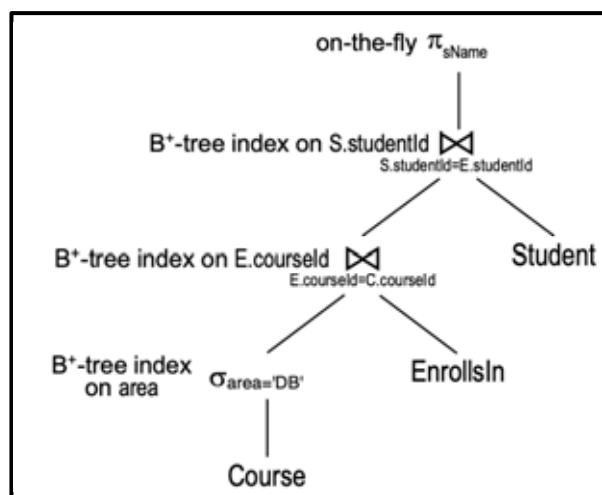 on-the-fly π sName
B⁺-tree index on S.studentId ⋈
S.studentId=E.studentId
B⁺-tree index on E.courseId ⋈
Student
E.courseId=C.courseId
B⁺-tree index
on area
σ area='DB'
EnrollsIn
Course